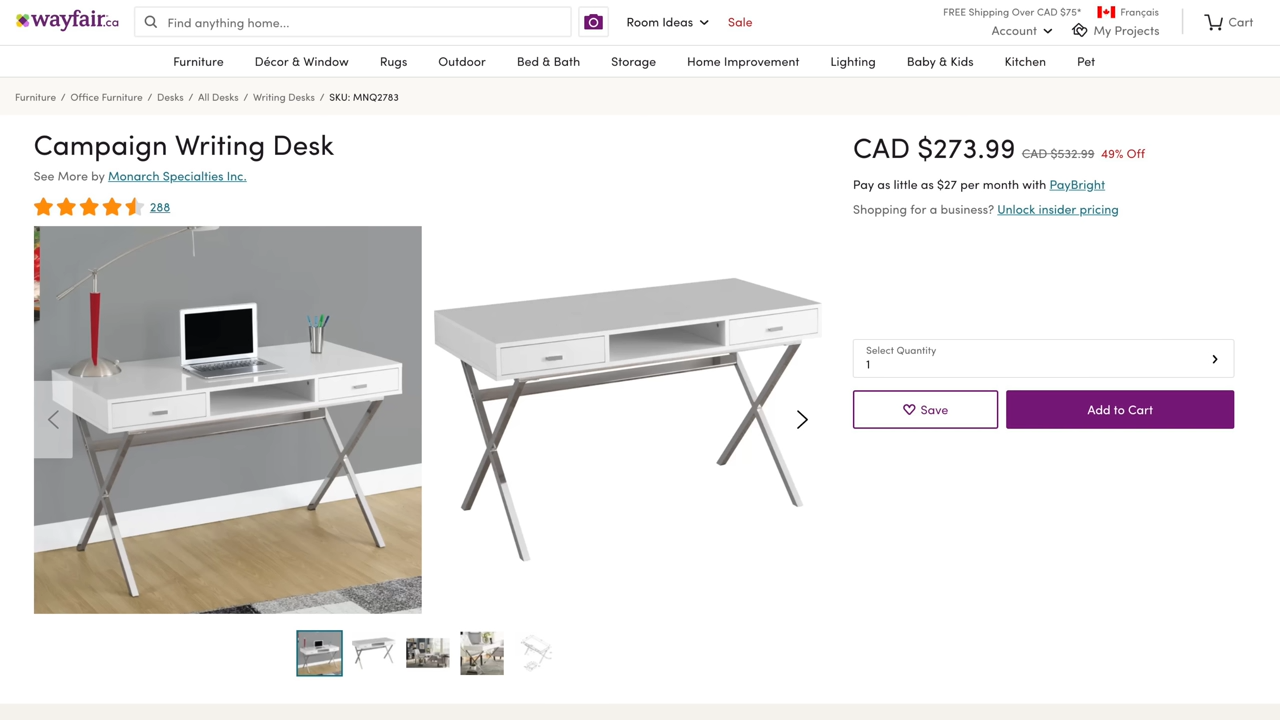 wayfair.ca
Find anything home...
Room Ideas
Sale
FREE Shipping Over CAD $75*
Français
Account
My Projects
Cart
Furniture
Décor & Window
Rugs
Outdoor
Bed & Bath
Storage
Home Improvement
Lighting
Baby & Kids
Kitchen
Pet
Furniture / Office Furniture / Desks / All Desks / Writing Desks / SKU: MNQ2783
Campaign Writing Desk
See More by Monarch Specialties Inc.
288
CAD $273.99 CAD $532.99 49% Off
Pay as little as $27 per month with PayBright
Shopping for a business? Unlock insider pricing
Select Quantity
1
Save
Add to Cart